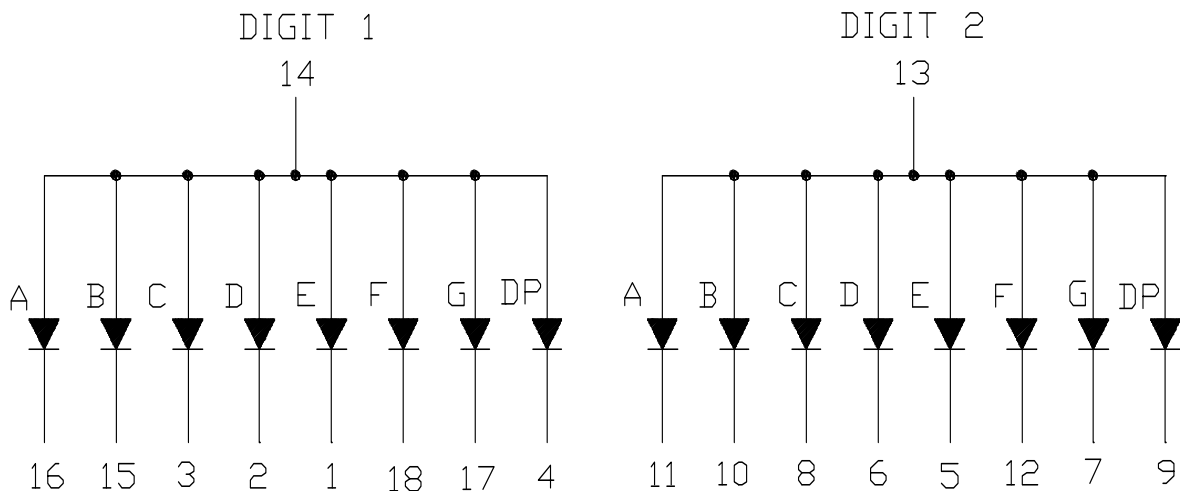 DIGIT 1 DIGIT 2
14 13
A B C D E F G DP A B C D E F G DP
16 15 3 2 1 18 17 4 11 10 8 6 5 12 7 9